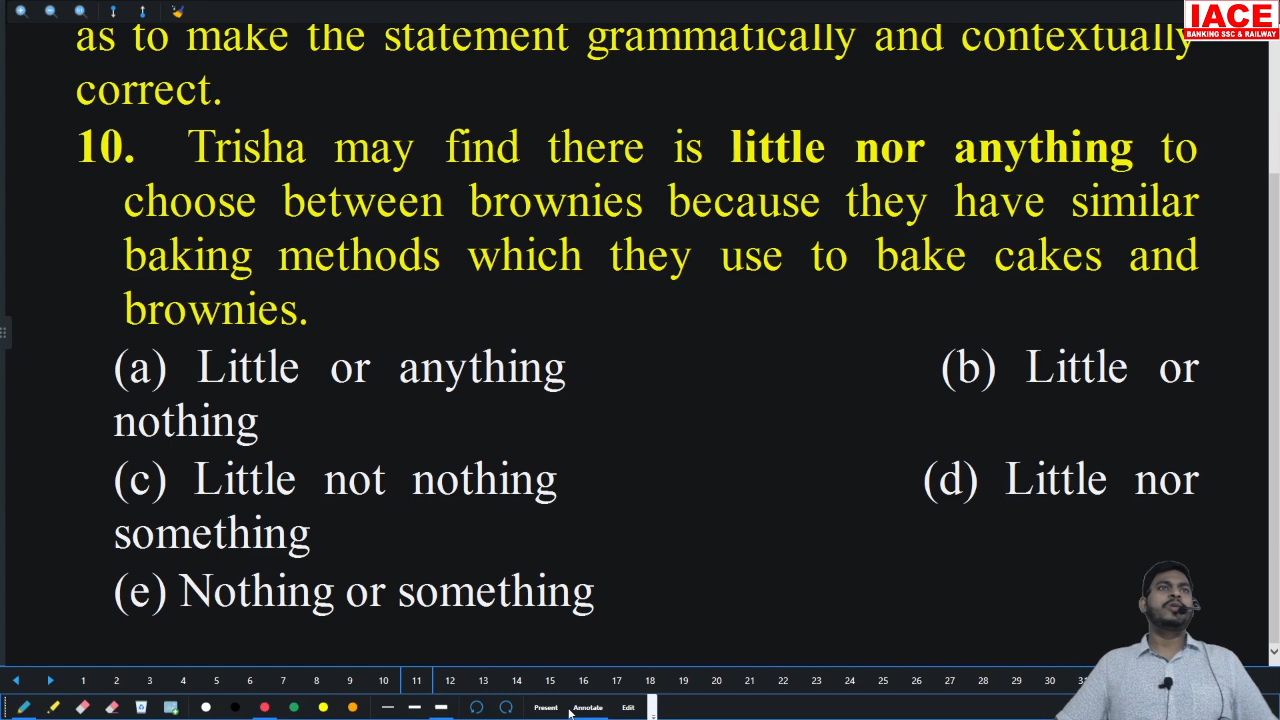 IACE
BANKING SSC & RAILWAY
as to make the statement grammatically and contextually
correct.
10. Trisha may find there is little nor anything to
choose between brownies because they have similar
baking methods which they use to bake cakes and
brownies.
(a) Little or anything (b) Little or
nothing
(c) Little not nothing (d) Little nor
something
(e) Nothing or something
1 2 3 4 5 6 7 8 9 10 11 12 13 14 15 16 17 18 19 20 21 22 23 24 25 26 27 28 29 30
Present Annotate Edit